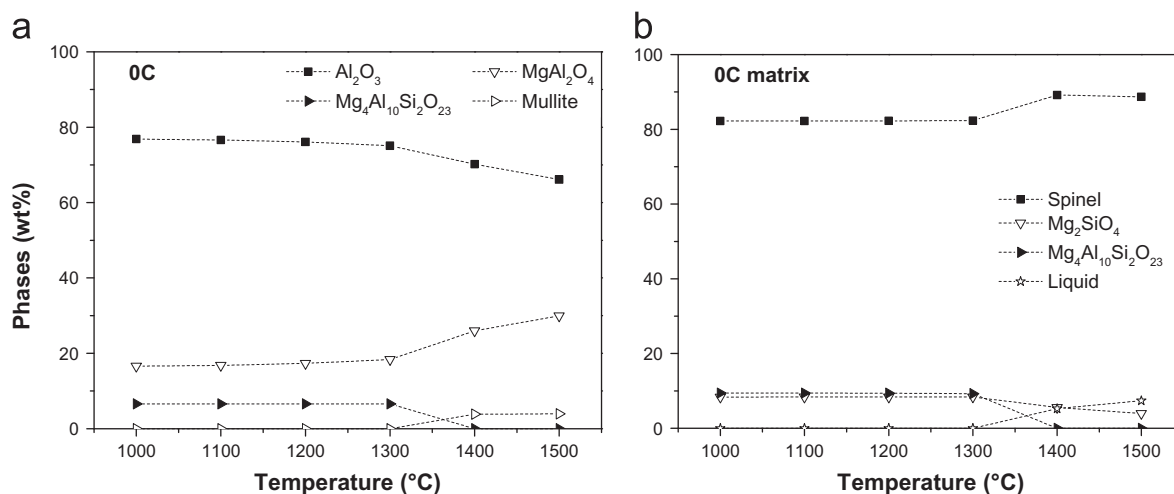 a
0C
Al₂O₃
MgAl₂O₄
Mg₄Al₁₀Si₂O₂₃
Mullite
Phases (wt%)
100
80
60
40
20
0
1000 1100 1200 1300 1400 1500
Temperature (°C)
b
0C matrix
Spinel
Mg₂SiO₄
Mg₄Al₁₀Si₂O₂₃
Liquid
100
80
60
40
20
0
1000 1100 1200 1300 1400 1500
Temperature (°C)